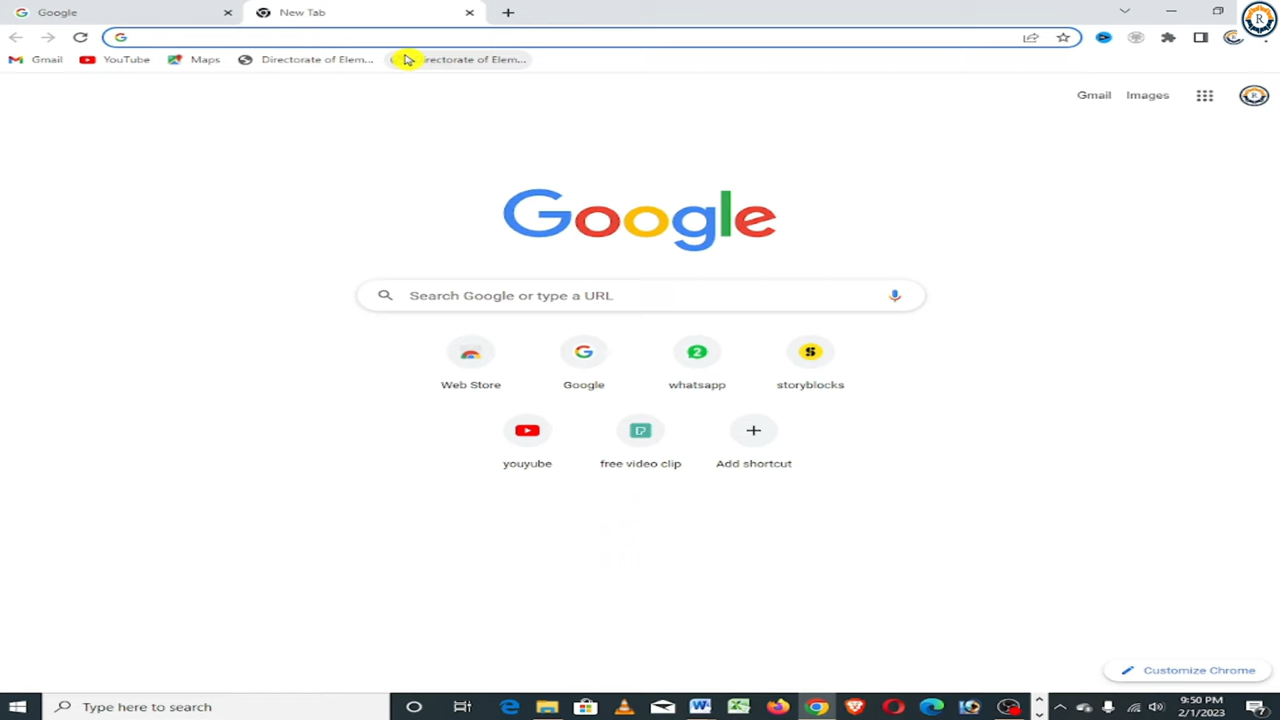 Google
New Tab
Gmail
YouTube
Maps
Directorate of Elem...
irectorate of Elem...
Gmail
Images
Google
Search Google or type a URL
Web Store
Google
whatsapp
storyblocks
youyube
free video clip
Add shortcut
Customize Chrome
Type here to search
9:50 PM
2/1/2023